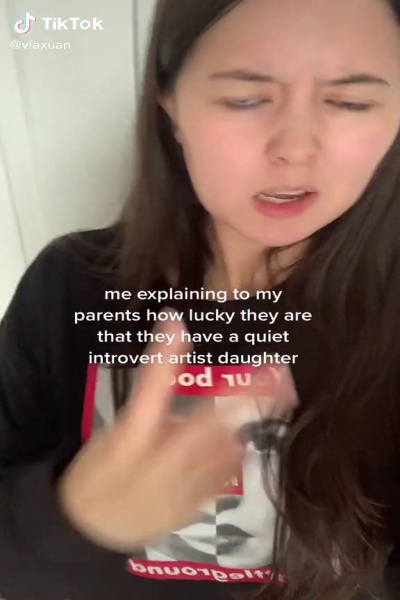 TikTok
@vlaxuan
me explaining to my
parents how lucky they are
that they have a quiet
introvert artist daughter